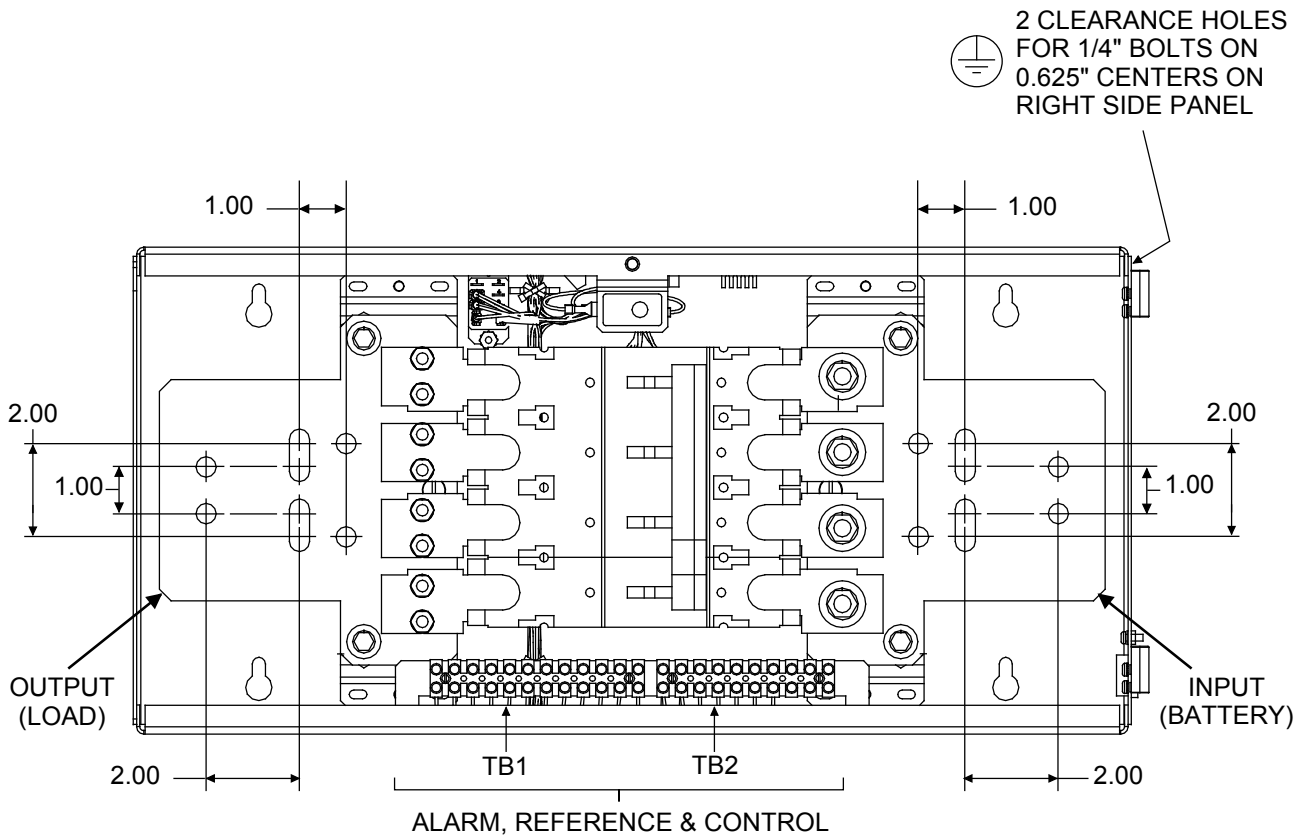 2 CLEARANCE HOLES
FOR 1/4" BOLTS ON
0.625" CENTERS ON
RIGHT SIDE PANEL
1.00
1.00
2.00
2.00
1.00
1.00
OUTPUT
(LOAD)
INPUT
(BATTERY)
TB1
TB2
2.00
2.00
ALARM, REFERENCE & CONTROL